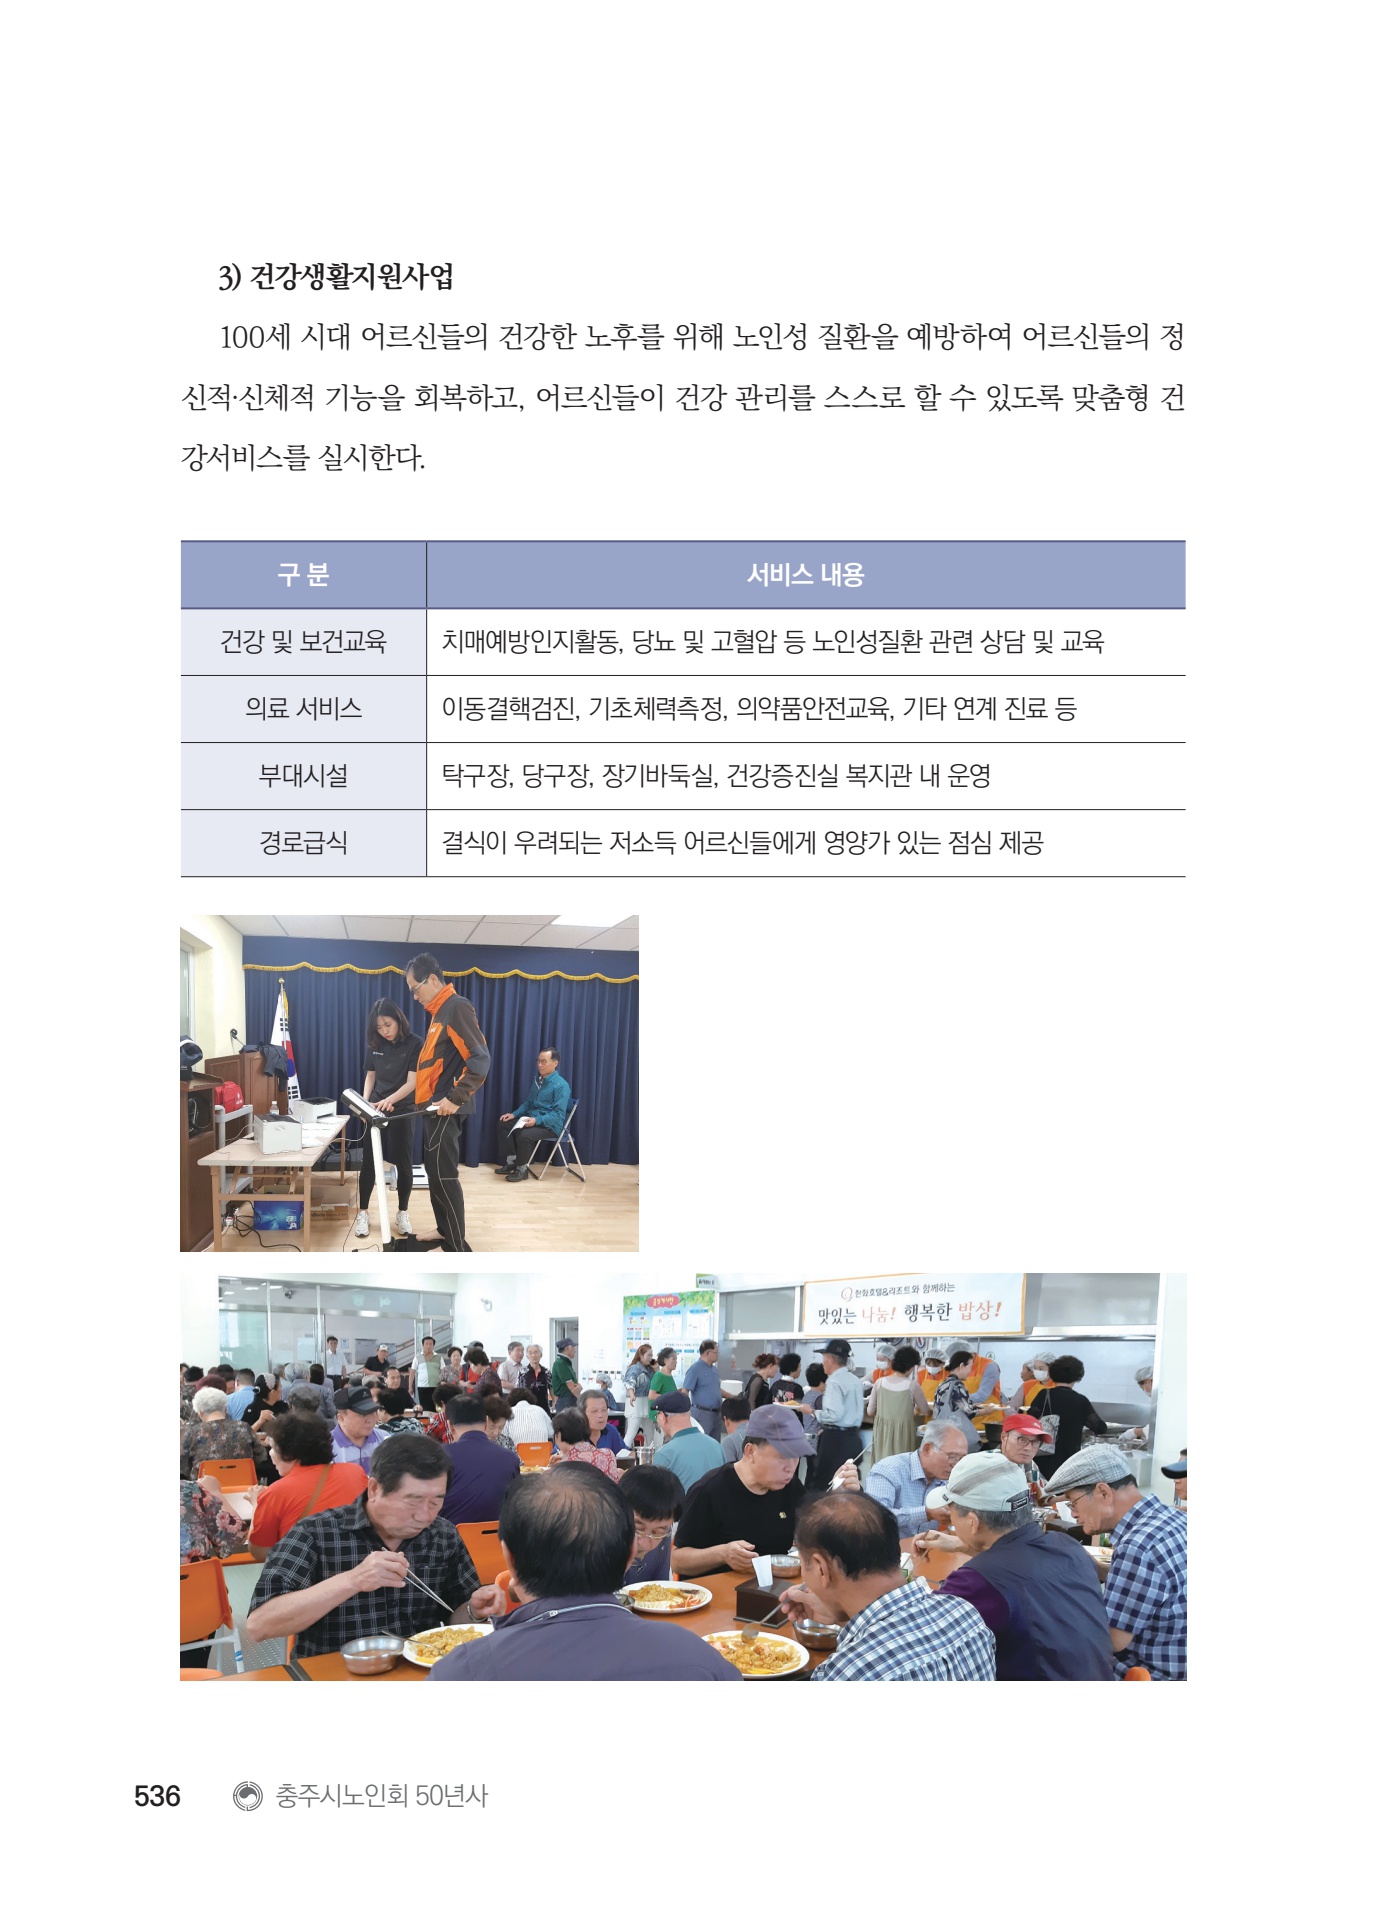 3) 건강생활지원사업
100세 시대 어르신들의 건강한 노후를 위해 노인성 질환을 예방하여 어르신들의 정
신적·신체적 기능을 회복하고, 어르신들이 건강 관리를 스스로 할 수 있도록 맞춤형 건
강서비스를 실시한다.
구 분 서비스 내용
건강 및 보건교육 치매예방인지활동, 당뇨 및 고혈압 등 노인성질환 관련 상담 및 교육
의료 서비스 이동결핵검진, 기초체력측정, 의약품안전교육, 기타 연계 진료 등
부대시설 탁구장, 당구장, 장기바둑실, 건강증진실 복지관 내 운영
경로급식 결식이 우려되는 저소득 어르신들에게 영양가 있는 점심 제공
한화호텔&리조트와 함께하는
맛있는 나눔! 행복한 밥상!
536 충주시노인회 50년사